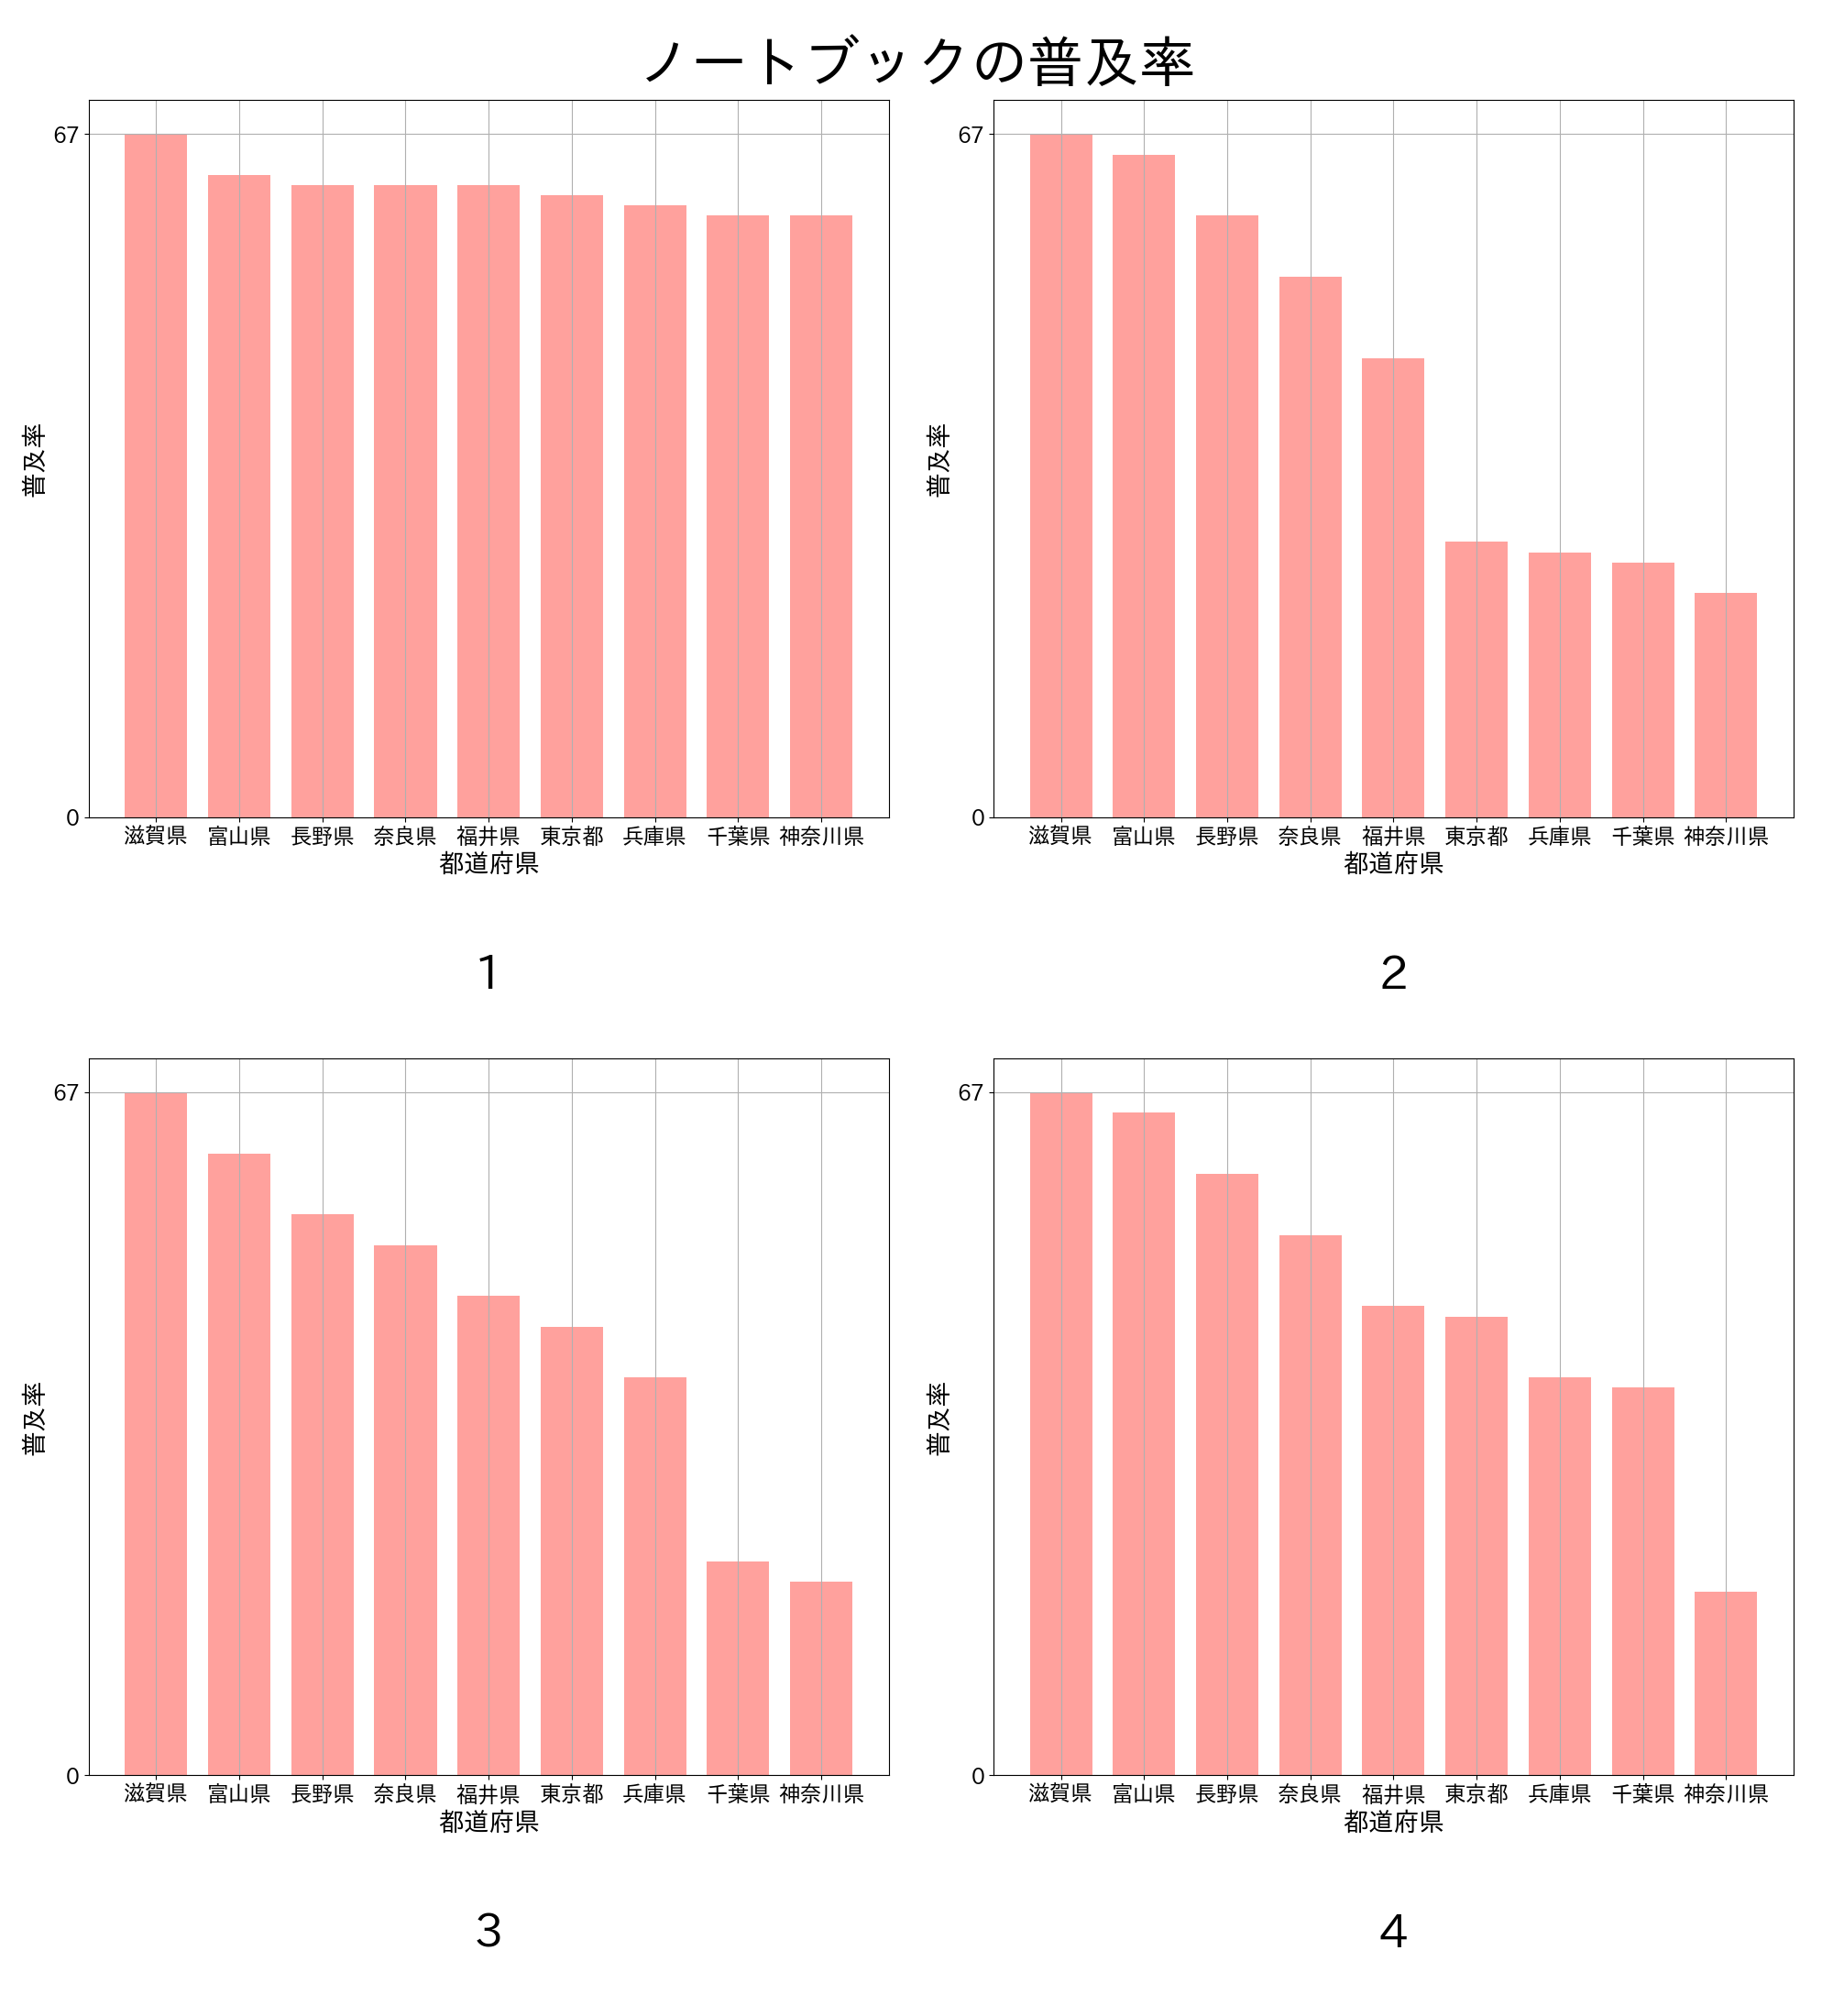 ノートブックの普及率
67
0
普及率
滋賀県 富山県 長野県 奈良県 福井県 東京都 兵庫県 千葉県 神奈川県
都道府県
1
67
0
普及率
滋賀県 富山県 長野県 奈良県 福井県 東京都 兵庫県 千葉県 神奈川県
都道府県
2
67
0
普及率
滋賀県 富山県 長野県 奈良県 福井県 東京都 兵庫県 千葉県 神奈川県
都道府県
3
67
0
普及率
滋賀県 富山県 長野県 奈良県 福井県 東京都 兵庫県 千葉県 神奈川県
都道府県
4